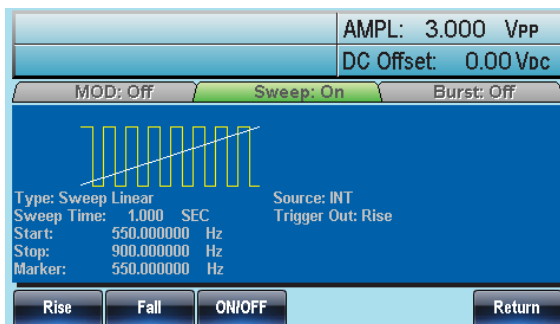 AMPL: 3.000 VPP
DC Offset: 0.00 VDC
MOD: Off Sweep: On Burst: Off
Type: Sweep Linear Source: INT
Sweep Time: 1.000 SEC Trigger Out: Rise
Start: 550.000000 Hz
Stop: 900.000000 Hz
Marker: 550.000000 Hz
Rise Fall ON/OFF Return